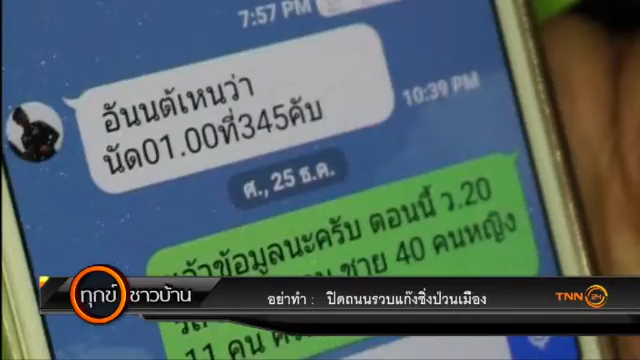 7:57 PM
อันนต้เหนว่า
นัด01.00ที่345คับ
10:39 PM
ศ., 25 ธ.ค.
ข้อมูลนะครับ ตอนนี้ ว.20
ชาย 40 คนหญิง
11 คน
ทุกข์ ชาวบ้าน
อย่าทำ : ปิดถนนรวบแก๊งซิ่งป่วนเมือง
TNN 24